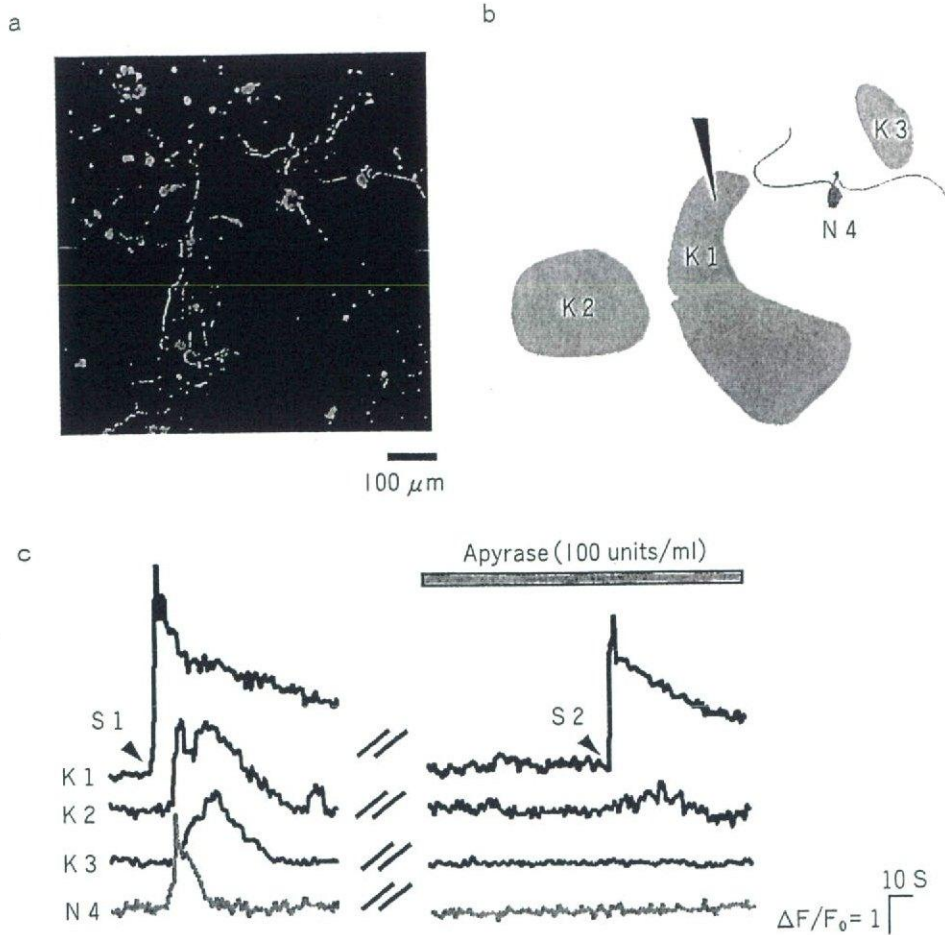 a
b
K 3
N 4
K 1
K 2
100 μm
c
Apyrase (100 units/ml)
S 1
S 2
K 1
K 2
K 3
N 4
10 S
ΔF/F₀ = 1